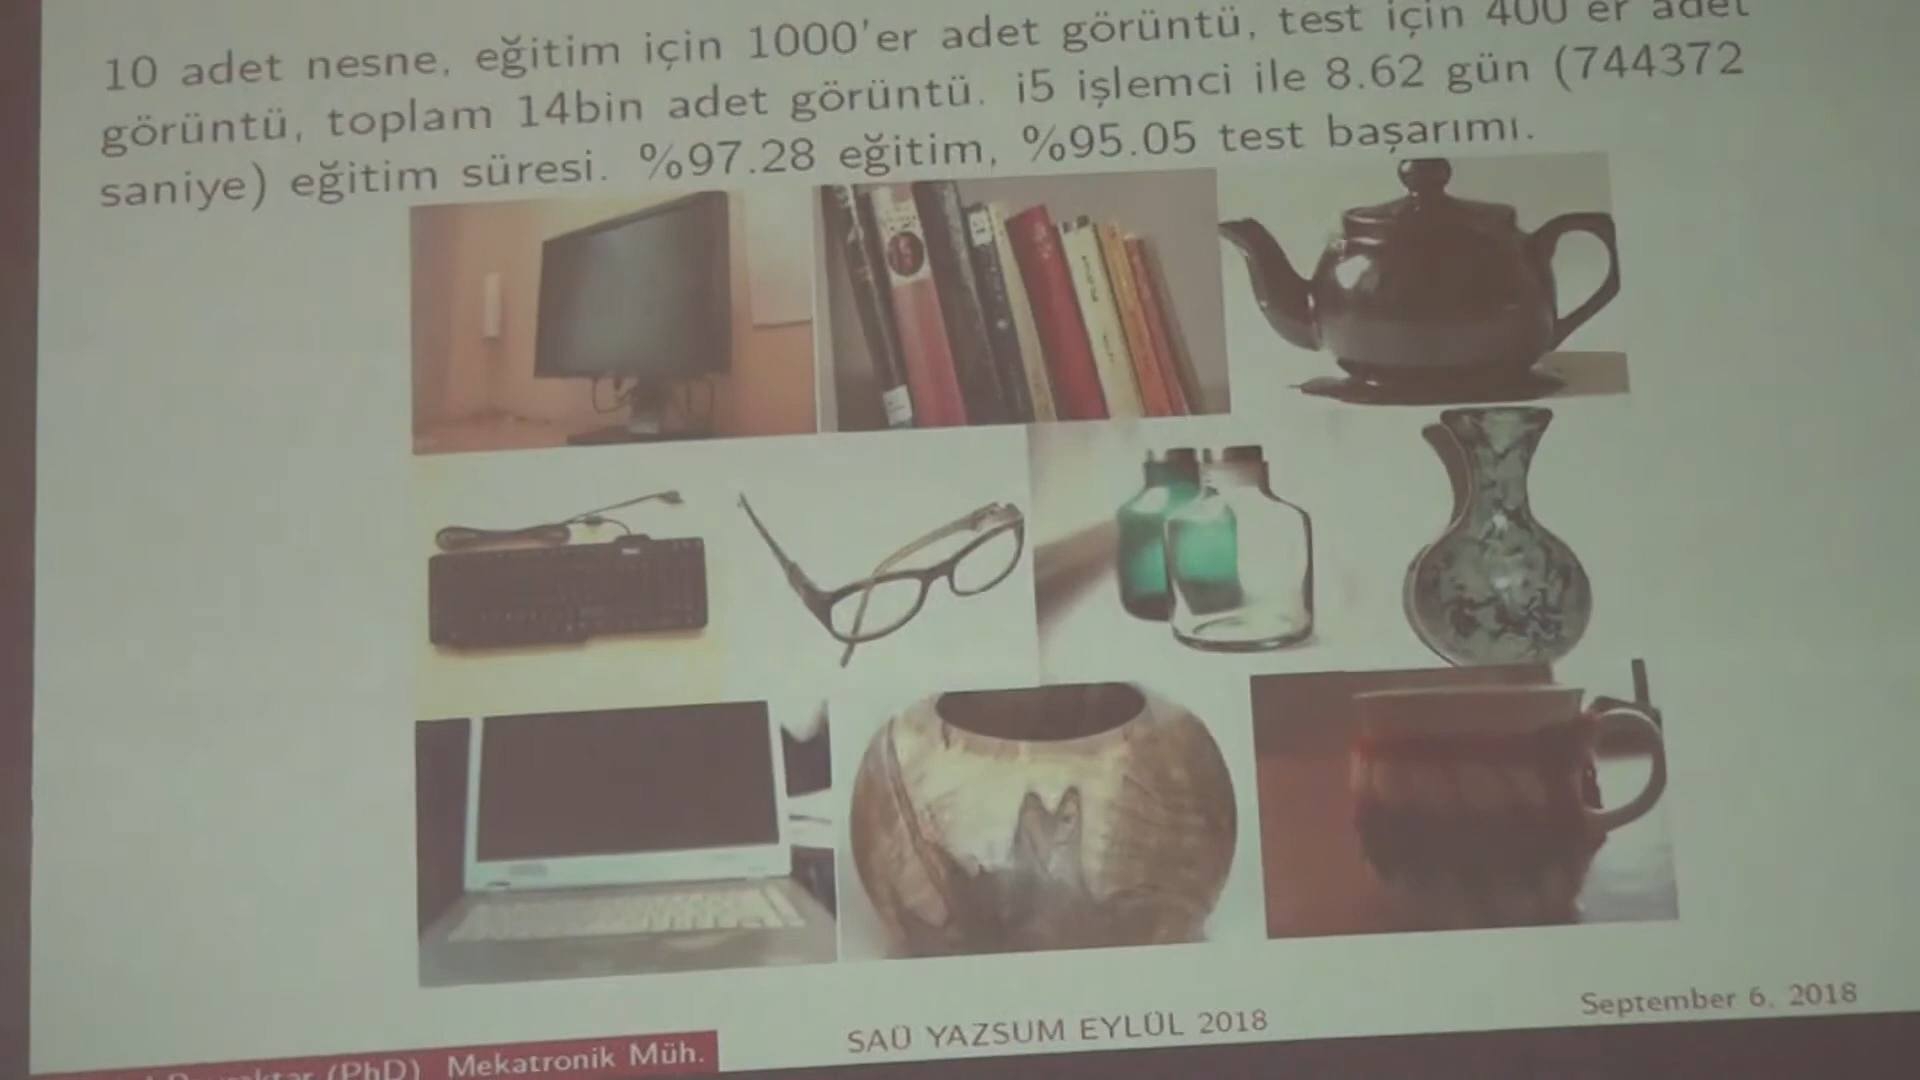 10 adet nesne, eğitim için 1000'er adet görüntü, test için 400'er adet
görüntü, toplam 14bin adet görüntü. i5 işlemci ile 8.62 gün (744372
saniye) eğitim süresi. %97.28 eğitim, %95.05 test başarımı.
(PhD) Mekatronik Müh.
SAÜ YAZSUM EYLÜL 2018
September 6, 2018